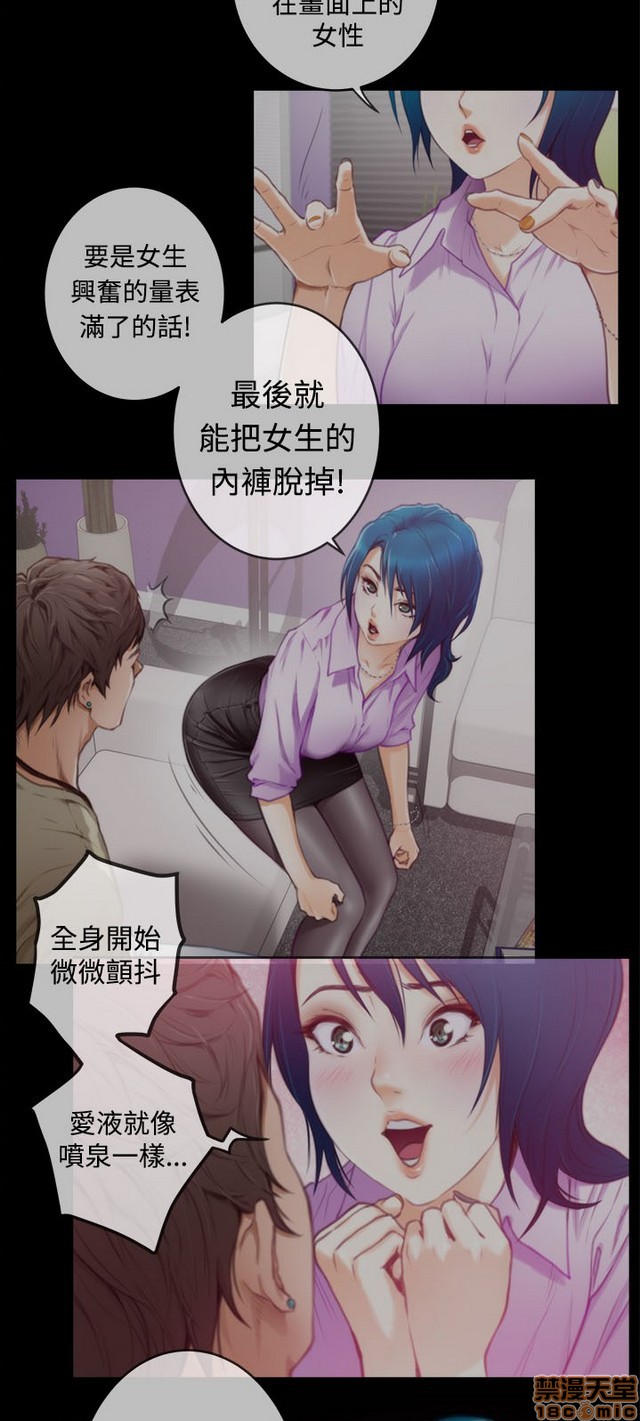 在畫面上的
女性
要是女生
興奮的量表
滿了的話!
最後就
能把女生的
內褲脫掉!
全身開始
微微顫抖
愛液就像
噴泉一樣...
禁漫天堂
18comic